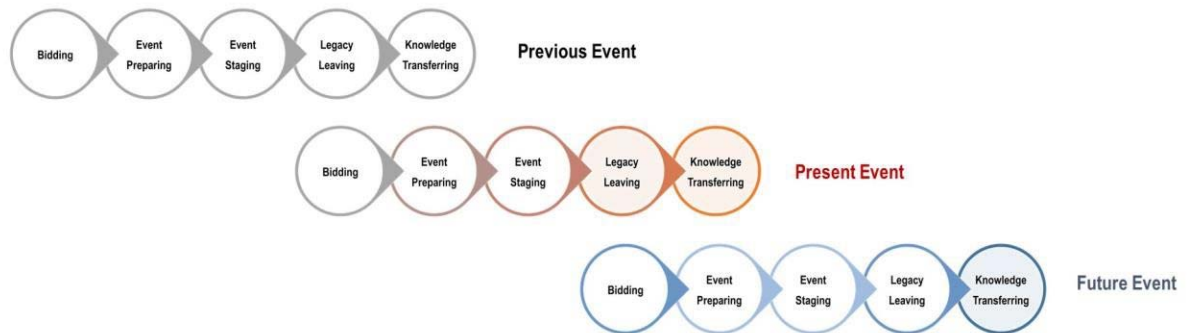 Bidding
Event
Preparing
Event
Staging
Legacy
Leaving
Knowledge
Transferring
Previous Event
Bidding
Event
Preparing
Event
Staging
Legacy
Leaving
Knowledge
Transferring
Present Event
Bidding
Event
Preparing
Event
Staging
Legacy
Leaving
Knowledge
Transferring
Future Event